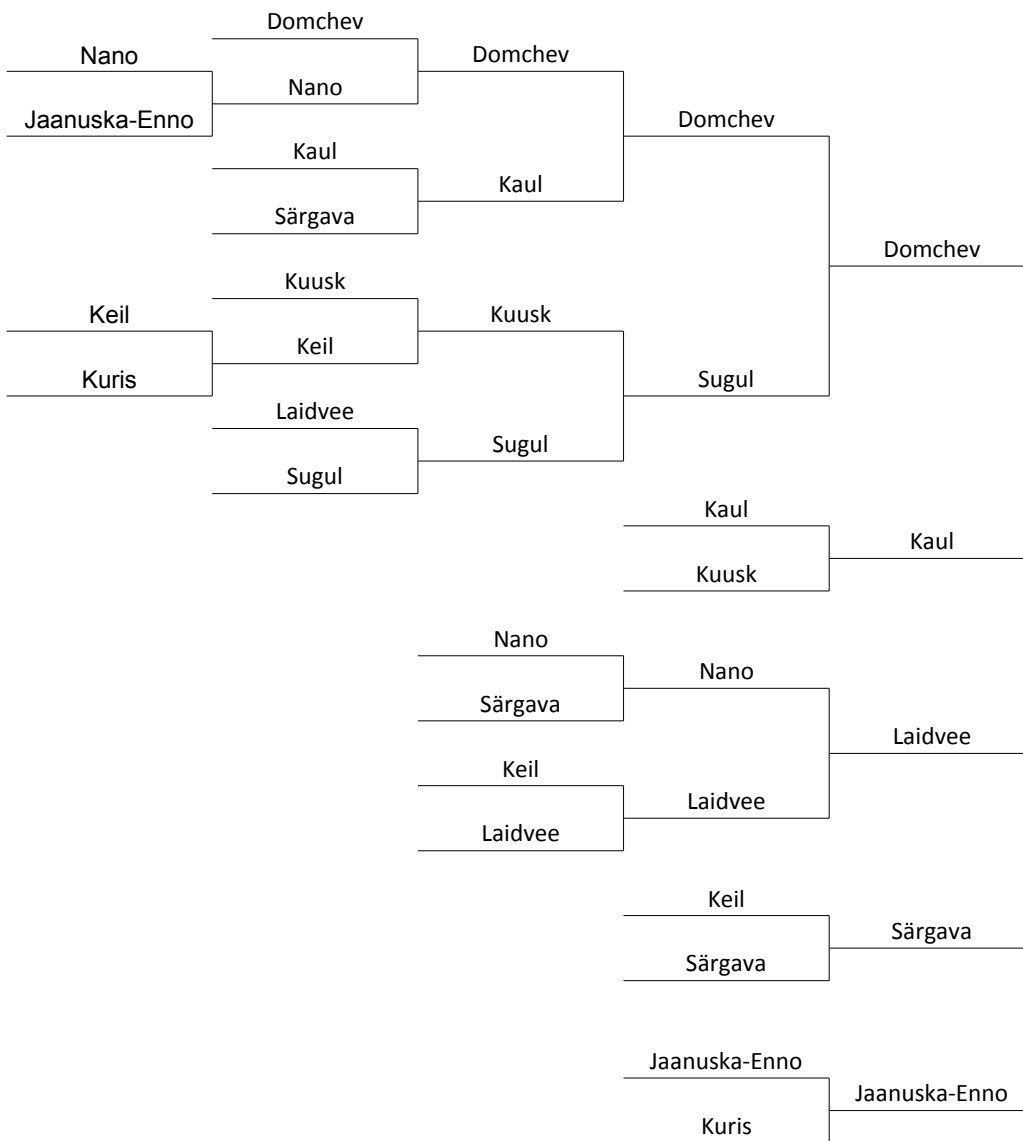 Domchev
Nano
Domchev
Nano
Jaanuska-Enno
Domchev
Kaul
Kaul
Särgava
Domchev
Kuusk
Keil
Kuusk
Keil
Kuris
Sugul
Laidvee
Sugul
Sugul
Kaul
Kaul
Kuusk
Nano
Nano
Särgava
Laidvee
Keil
Laidvee
Laidvee
Keil
Särgava
Särgava
Jaanuska-Enno
Jaanuska-Enno
Kuris